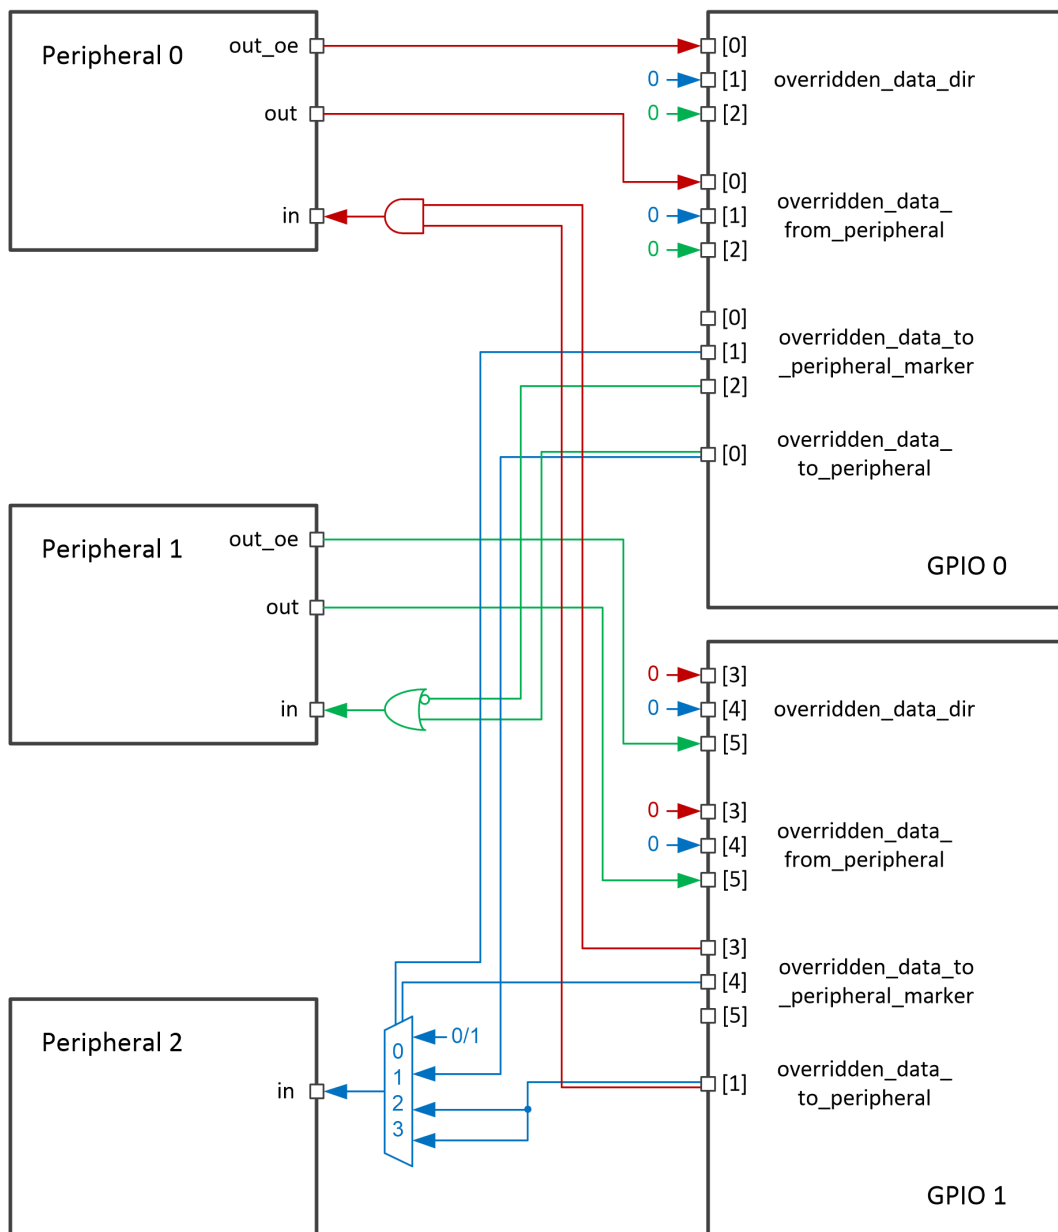 Peripheral 0
out_oe
out
in
[0]
0
[1]
overridden_data_dir
0
[2]
[0]
0
[1]
overridden_data_
from_peripheral
0
[2]
[0]
[1]
overridden_data_to
_peripheral_marker
[2]
[0]
overridden_data_
to_peripheral
GPIO 0
Peripheral 1
out_oe
out
in
0
[3]
0
[4]
overridden_data_dir
[5]
0
[3]
0
[4]
overridden_data_
from_peripheral
[5]
[3]
[4]
overridden_data_to
_peripheral_marker
[5]
[1]
overridden_data_
to_peripheral
GPIO 1
Peripheral 2
in
0/1
0
1
2
3